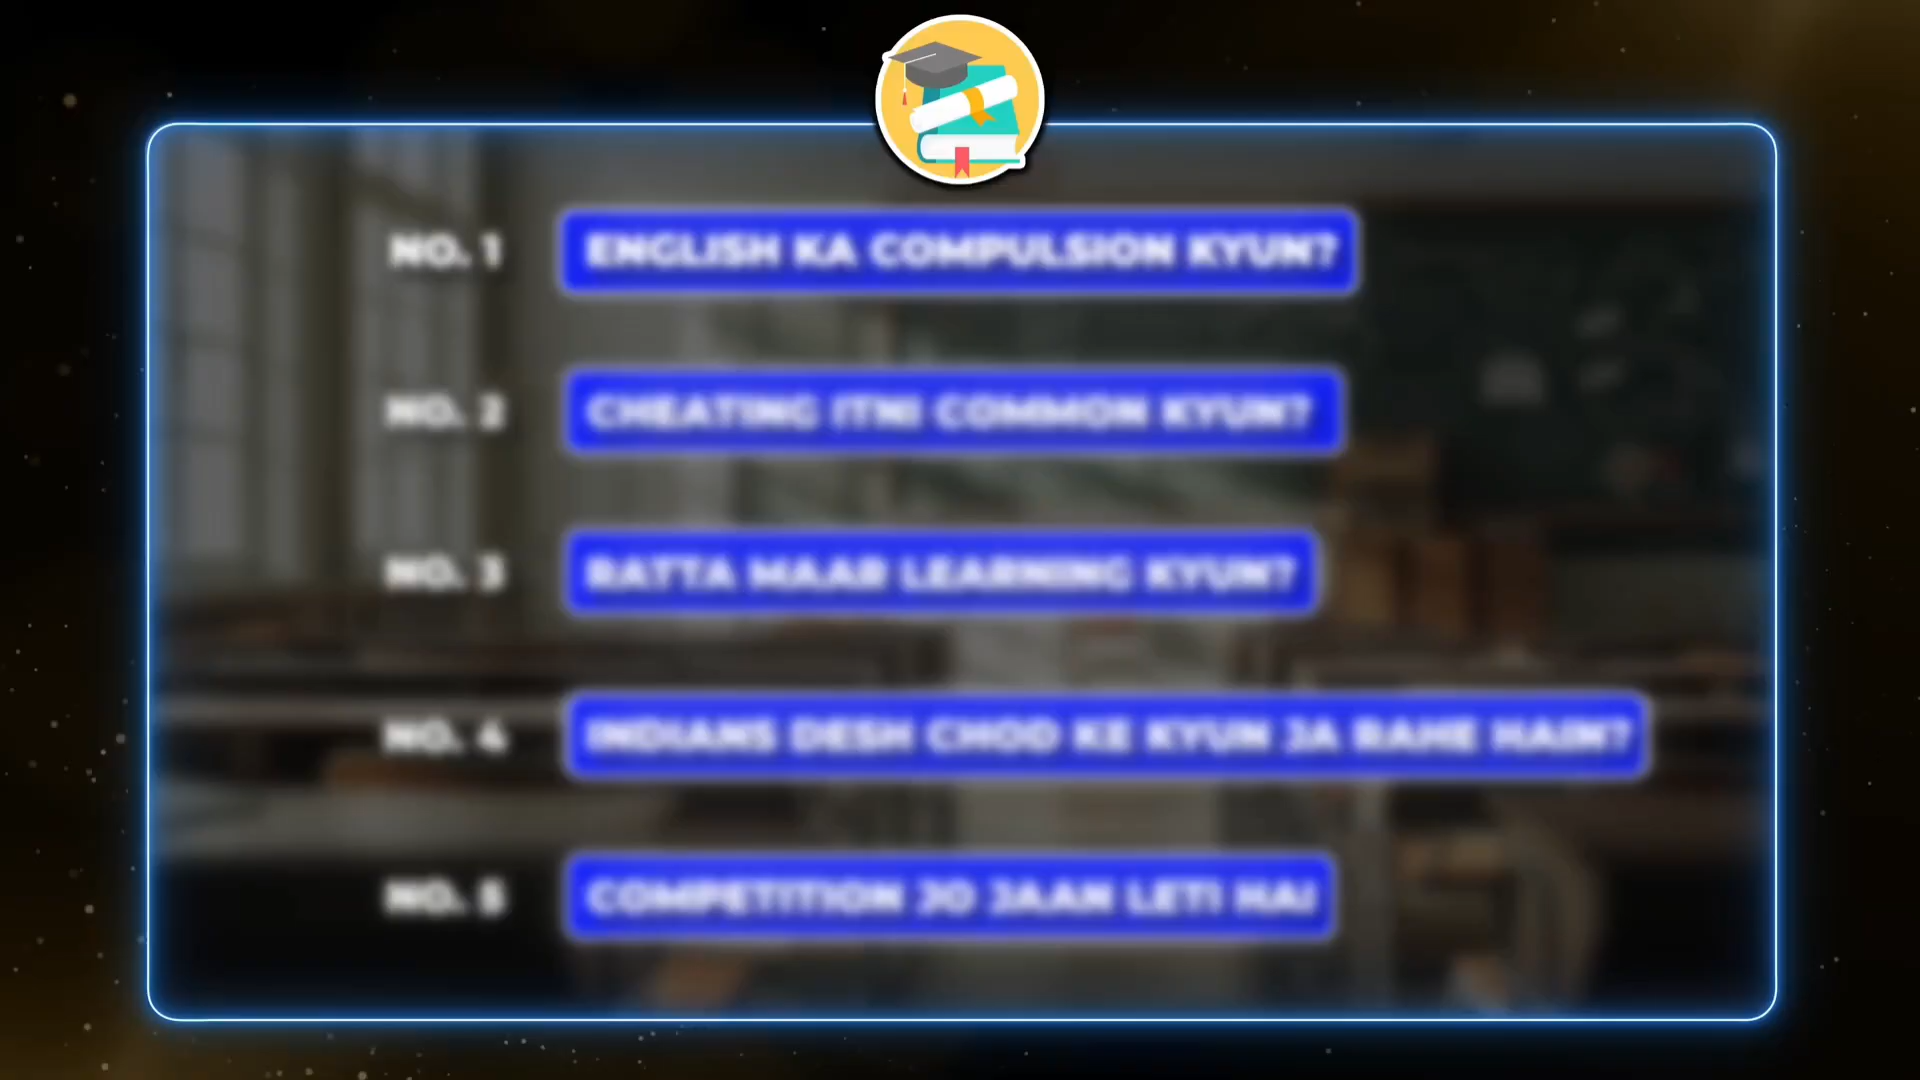 NO. 1 ENGLISH KA COMPULSION KYUN?
NO. 2 CHEATING ITNI COMMON KYUN?
NO. 3 RATTA MAAR LEARNING KYUN?
NO. 4 INDIANS DESH CHOD KE KYUN JA RAHE HAIN?
NO. 5 COMPETITION JO JAAN LETI HAI